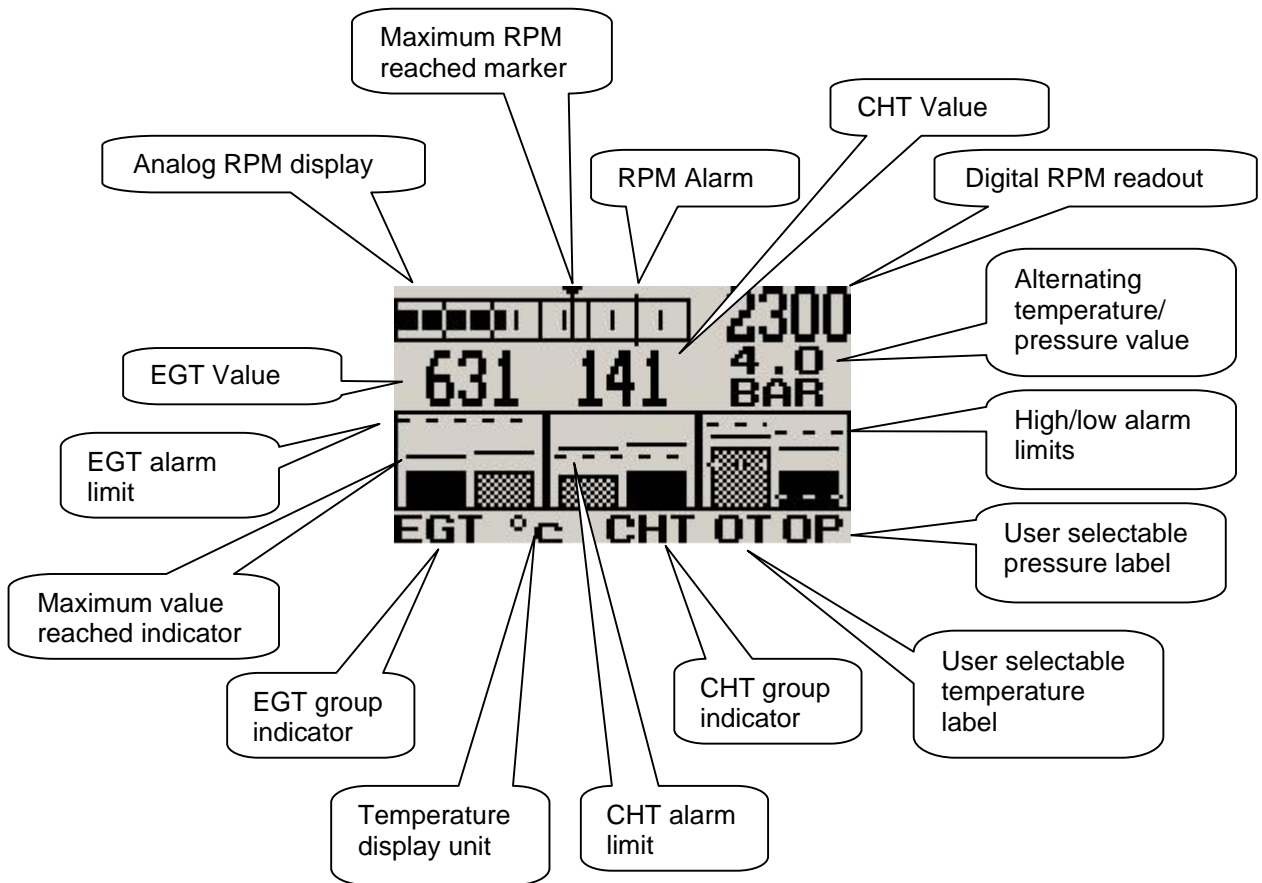 Maximum RPM
reached marker
CHT Value
Analog RPM display
RPM Alarm
Digital RPM readout
Alternating
temperature/
pressure value
EGT Value
High/low alarm
limits
EGT alarm
limit
2300
631
141
4.0
BAR
EGT °c CHT OT OP
User selectable
pressure label
Maximum value
reached indicator
User selectable
temperature
label
EGT group
indicator
CHT group
indicator
Temperature
display unit
CHT alarm
limit